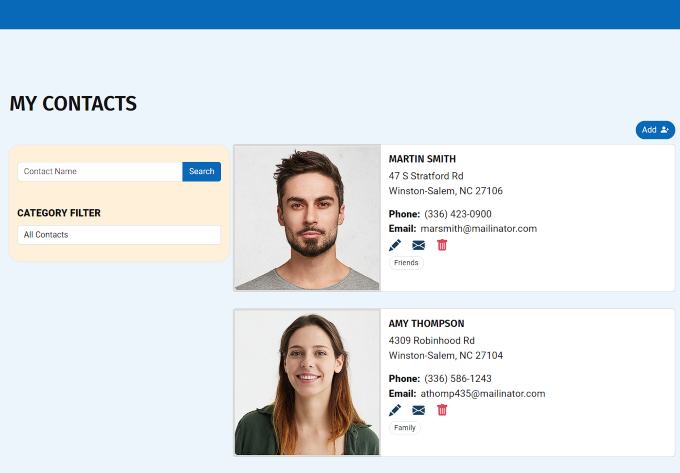 MY CONTACTS
Add
Contact Name
Search
CATEGORY FILTER
All Contacts
MARTIN SMITH
47 S Stratford Rd
Winston-Salem, NC 27106
Phone: (336) 423-0900
Email: marsmith@mailinator.com
Friends
AMY THOMPSON
4309 Robinhood Rd
Winston-Salem, NC 27104
Phone: (336) 586-1243
Email: athomp435@mailinator.com
Family